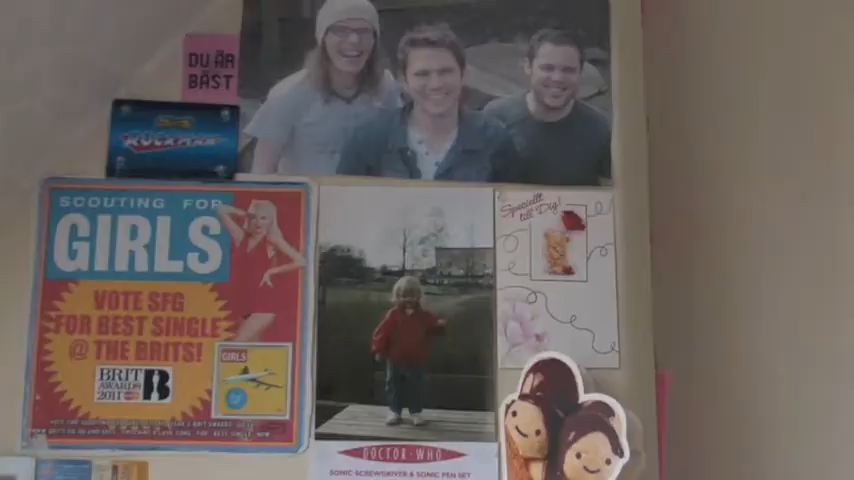 DU ÄR
BÄST
ROCKMAN
SCOUTING FOR
GIRLS
VOTE SFG
FOR BEST SINGLE
@ THE BRITS!
BRIT
AWARDS
2011
B
GIRLS
Speciellt
till Dig!
DOCTOR·WHO
SONIC SCREWDRIVER & SONIC PEN SET